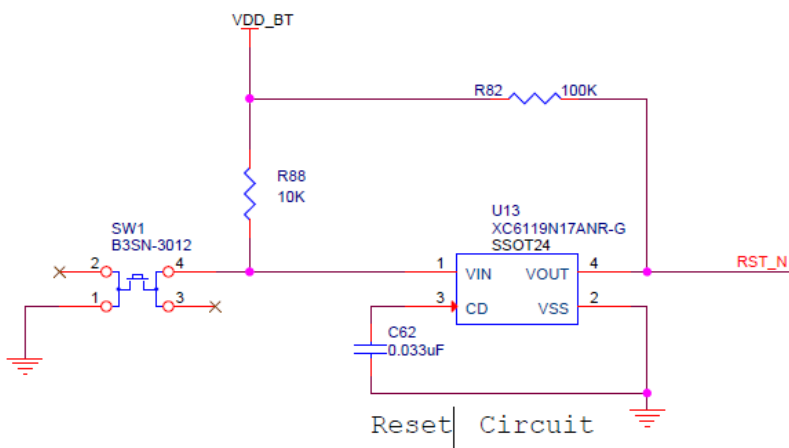 VDD_BT
R82 100K
R88
10K
U13
XC6119N17ANR-G
SSOT24
SW1
B3SN-3012
2 4
1 3
1 VIN VOUT 4
RST_N
3 CD VSS 2
C62
0.033uF
Reset Circuit